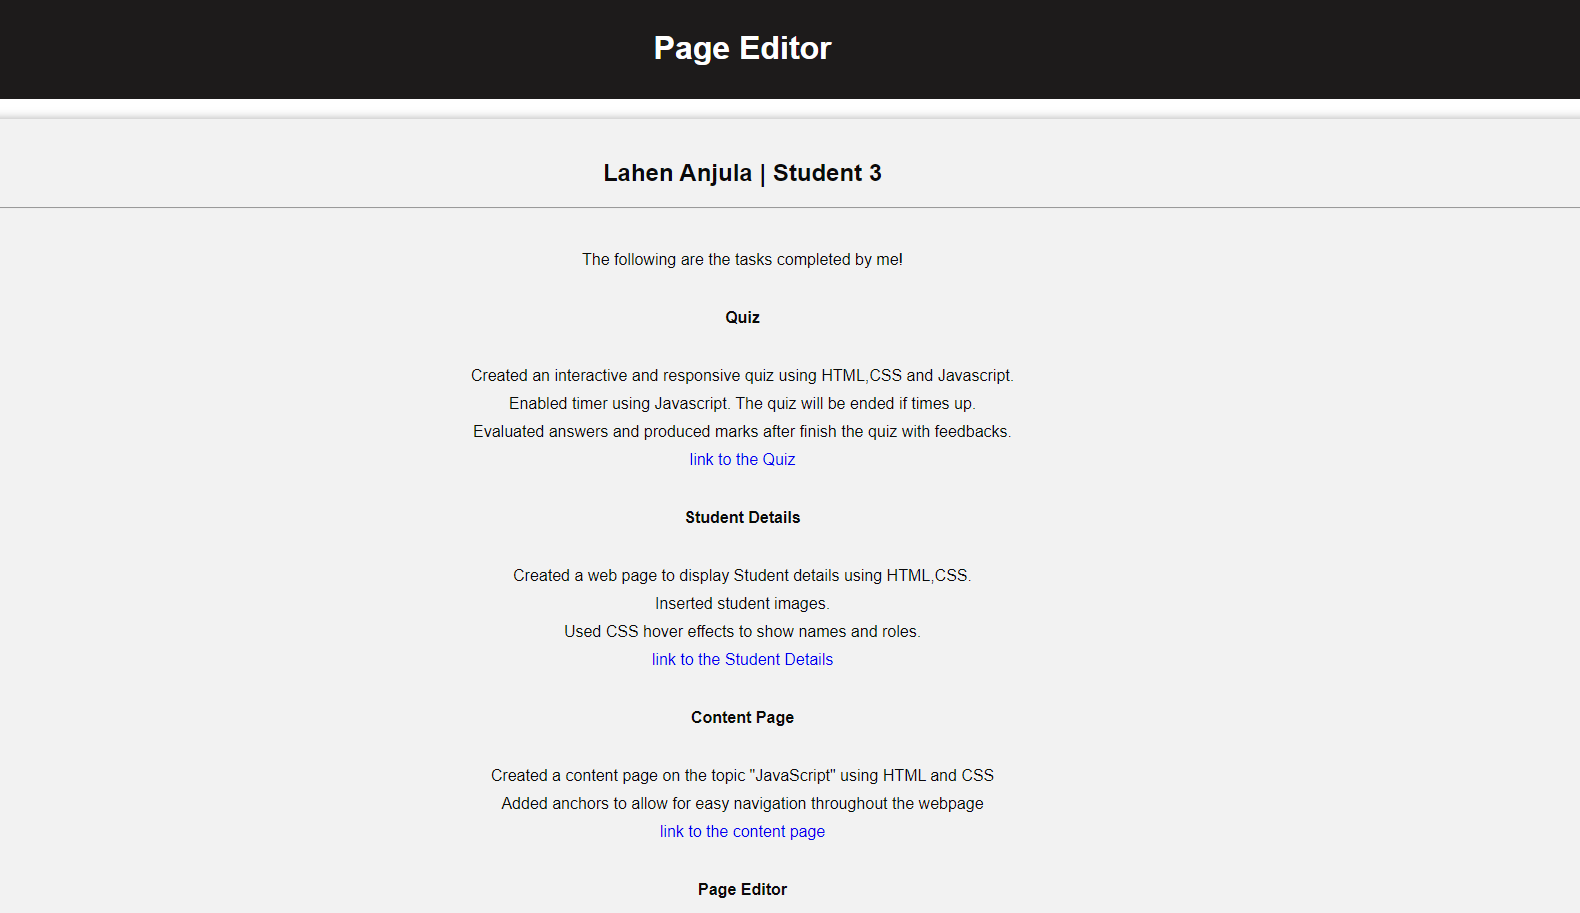 Page Editor
Lahen Anjula | Student 3
The following are the tasks completed by me!
Quiz
Created an interactive and responsive quiz using HTML,CSS and Javascript.
Enabled timer using Javascript. The quiz will be ended if times up.
Evaluated answers and produced marks after finish the quiz with feedbacks.
link to the Quiz
Student Details
Created a web page to display Student details using HTML,CSS.
Inserted student images.
Used CSS hover effects to show names and roles.
link to the Student Details
Content Page
Created a content page on the topic "JavaScript" using HTML and CSS
Added anchors to allow for easy navigation throughout the webpage
link to the content page
Page Editor